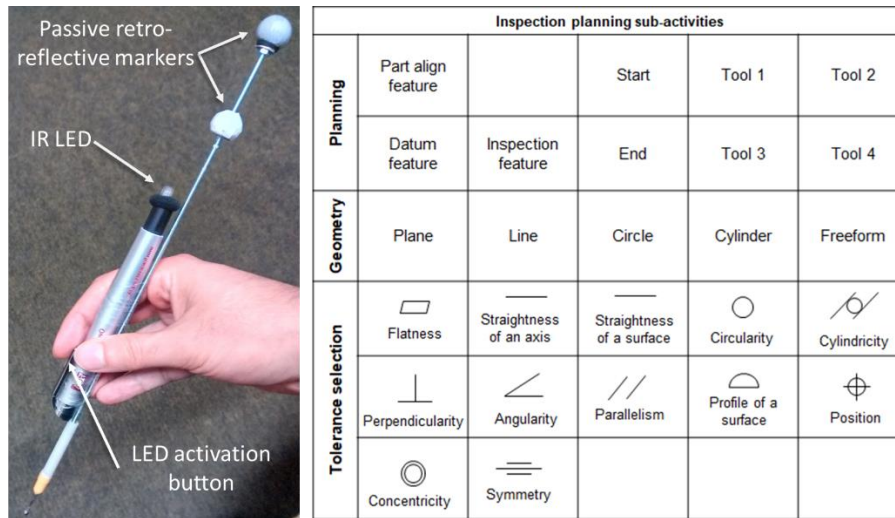 Passive retro-
reflective markers
IR LED
LED activation
button
Inspection planning sub-activities
Planning
Part align
feature
Start
Tool 1
Tool 2
Datum
feature
Inspection
feature
End
Tool 3
Tool 4
Geometry
Plane
Line
Circle
Cylinder
Freeform
Tolerance selection
Flatness
Straightness
of an axis
Straightness
of a surface
Circularity
Cylindricity
Perpendicularity
Angularity
Parallelism
Profile of a
surface
Position
Concentricity
Symmetry